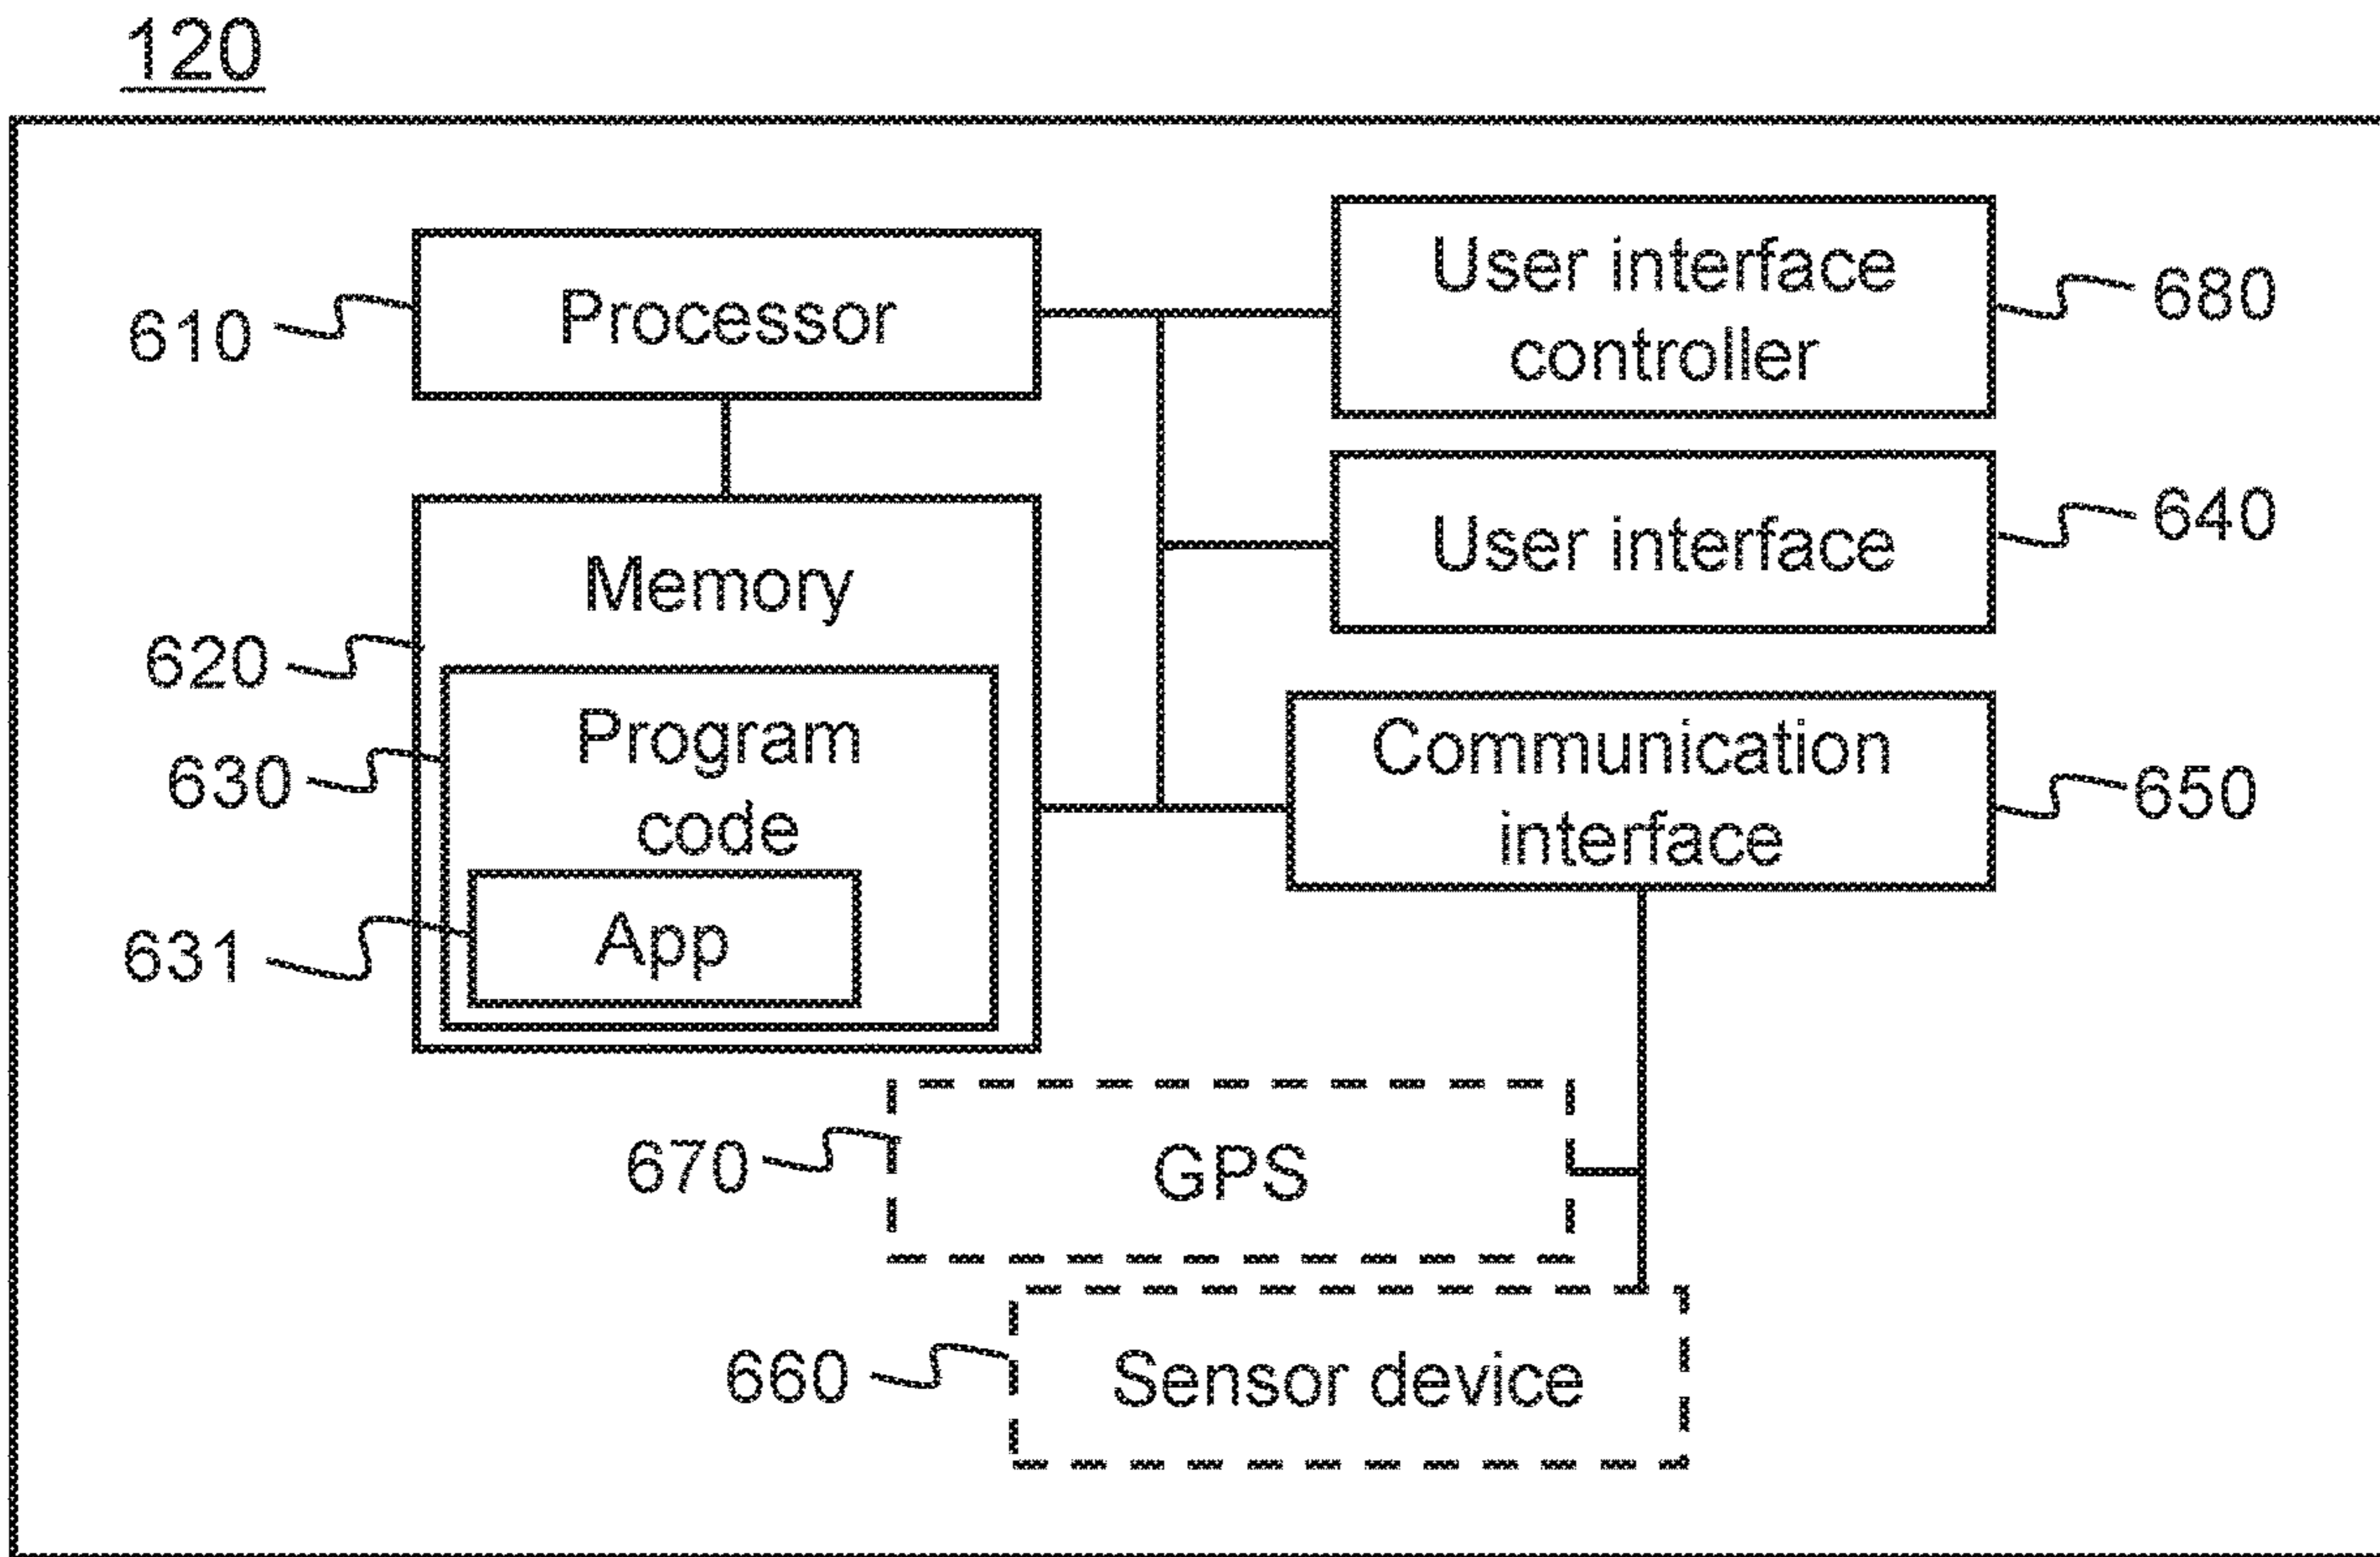 120
610
Processor
User interface
controller
680
Memory
620
User interface
640
630
Program
code
Communication
interface
650
631
App
670
GPS
660
Sensor device